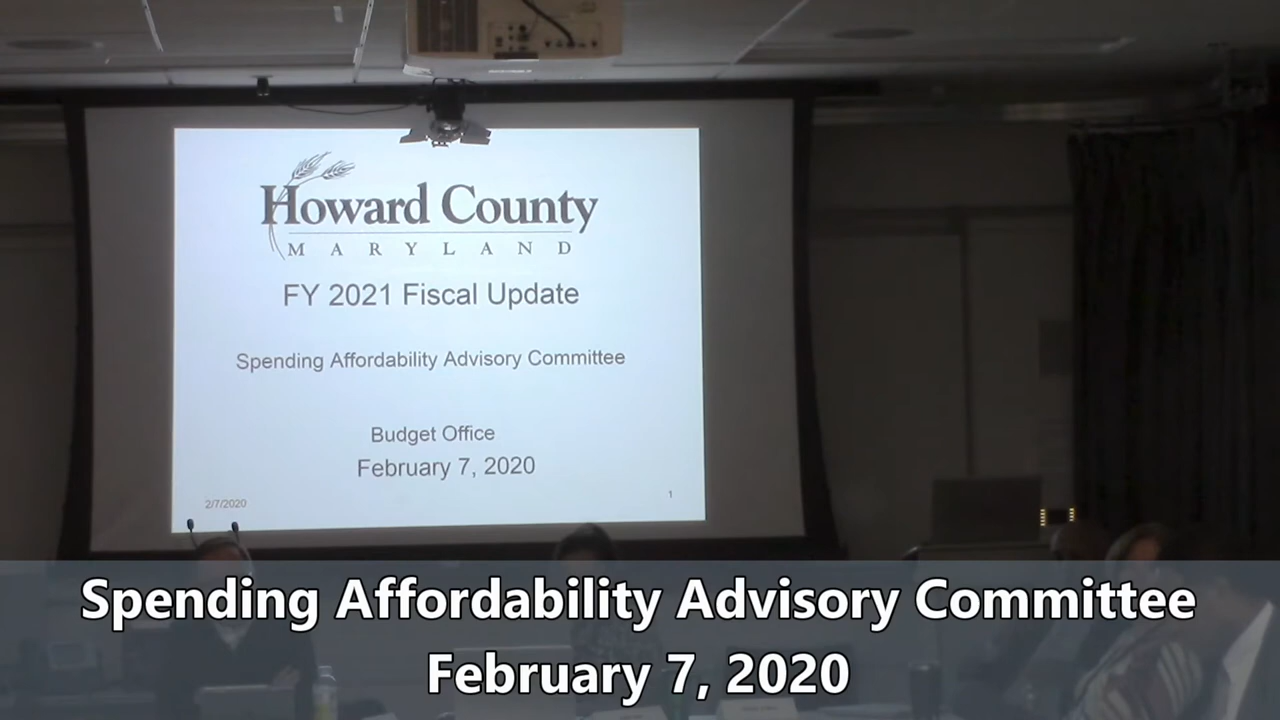 Howard County
MARYLAND
FY 2021 Fiscal Update
Spending Affordability Advisory Committee
Budget Office
February 7, 2020
2/7/2020
1
Spending Affordability Advisory Committee
February 7, 2020